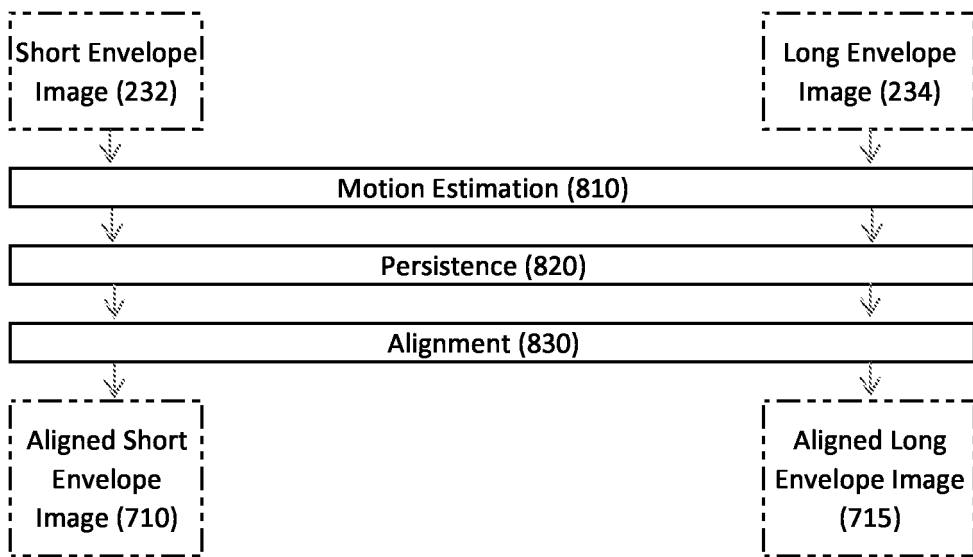 Short Envelope
Image (232)
Long Envelope
Image (234)
Motion Estimation (810)
Persistence (820)
Alignment (830)
Aligned Short
Envelope
Image (710)
Aligned Long
Envelope Image
(715)